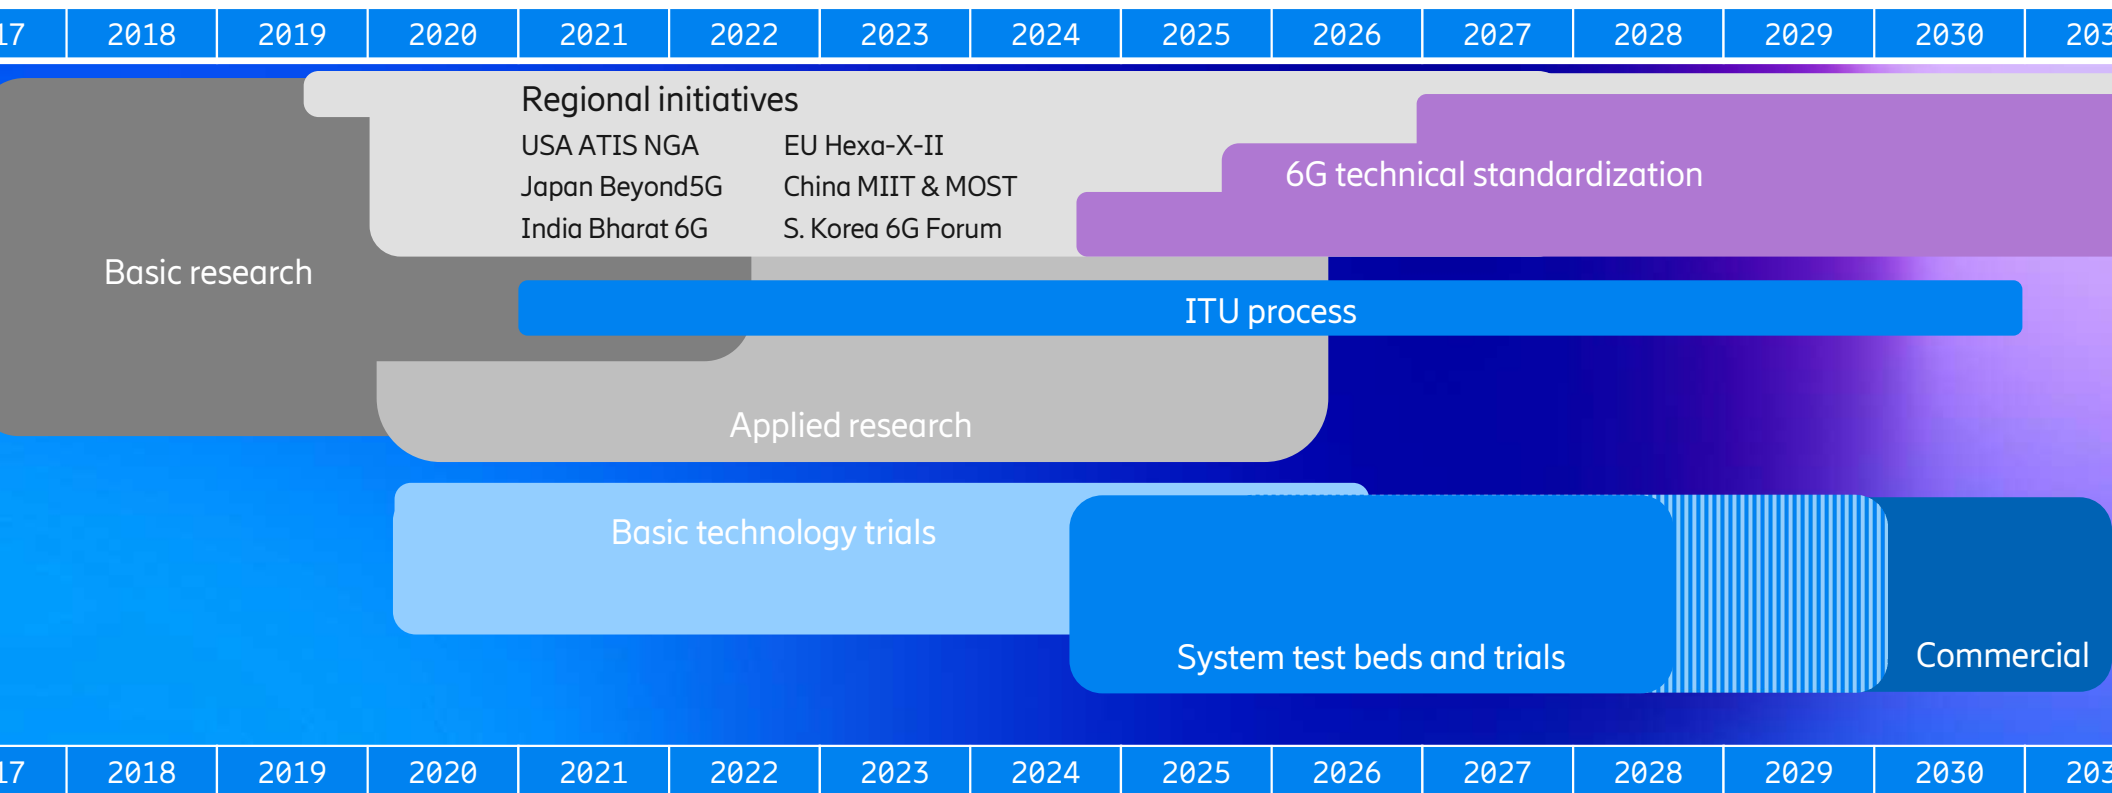 17 2018 2019 2020 2021 2022 2023 2024 2025 2026 2027 2028 2029 2030 203
Regional initiatives
USA ATIS NGA EU Hexa-X-II
Japan Beyond5G China MIIT & MOST
India Bharat 6G S. Korea 6G Forum
6G technical standardization
Basic research
ITU process
Applied research
Basic technology trials
System test beds and trials
Commercial
17 2018 2019 2020 2021 2022 2023 2024 2025 2026 2027 2028 2029 2030 203